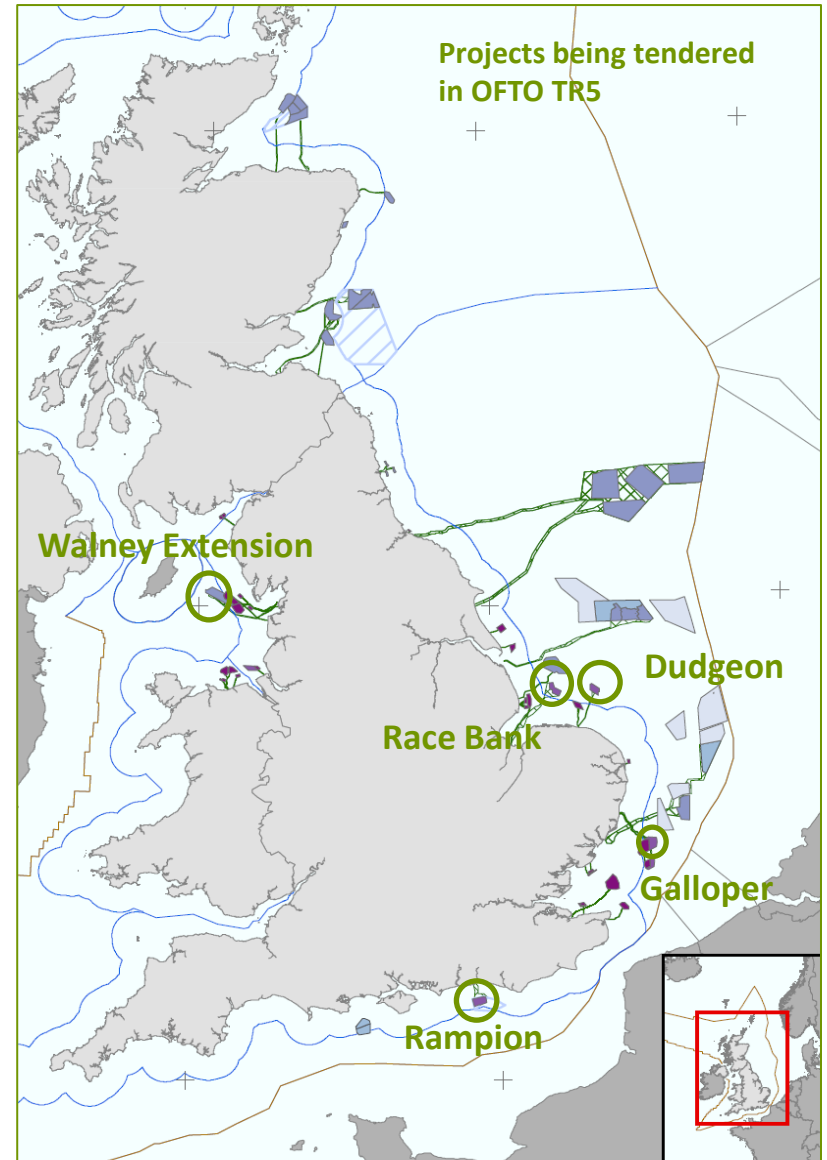 Projects being tendered
in OFTO TR5
Walney Extension
Dudgeon
Race Bank
Galloper
Rampion